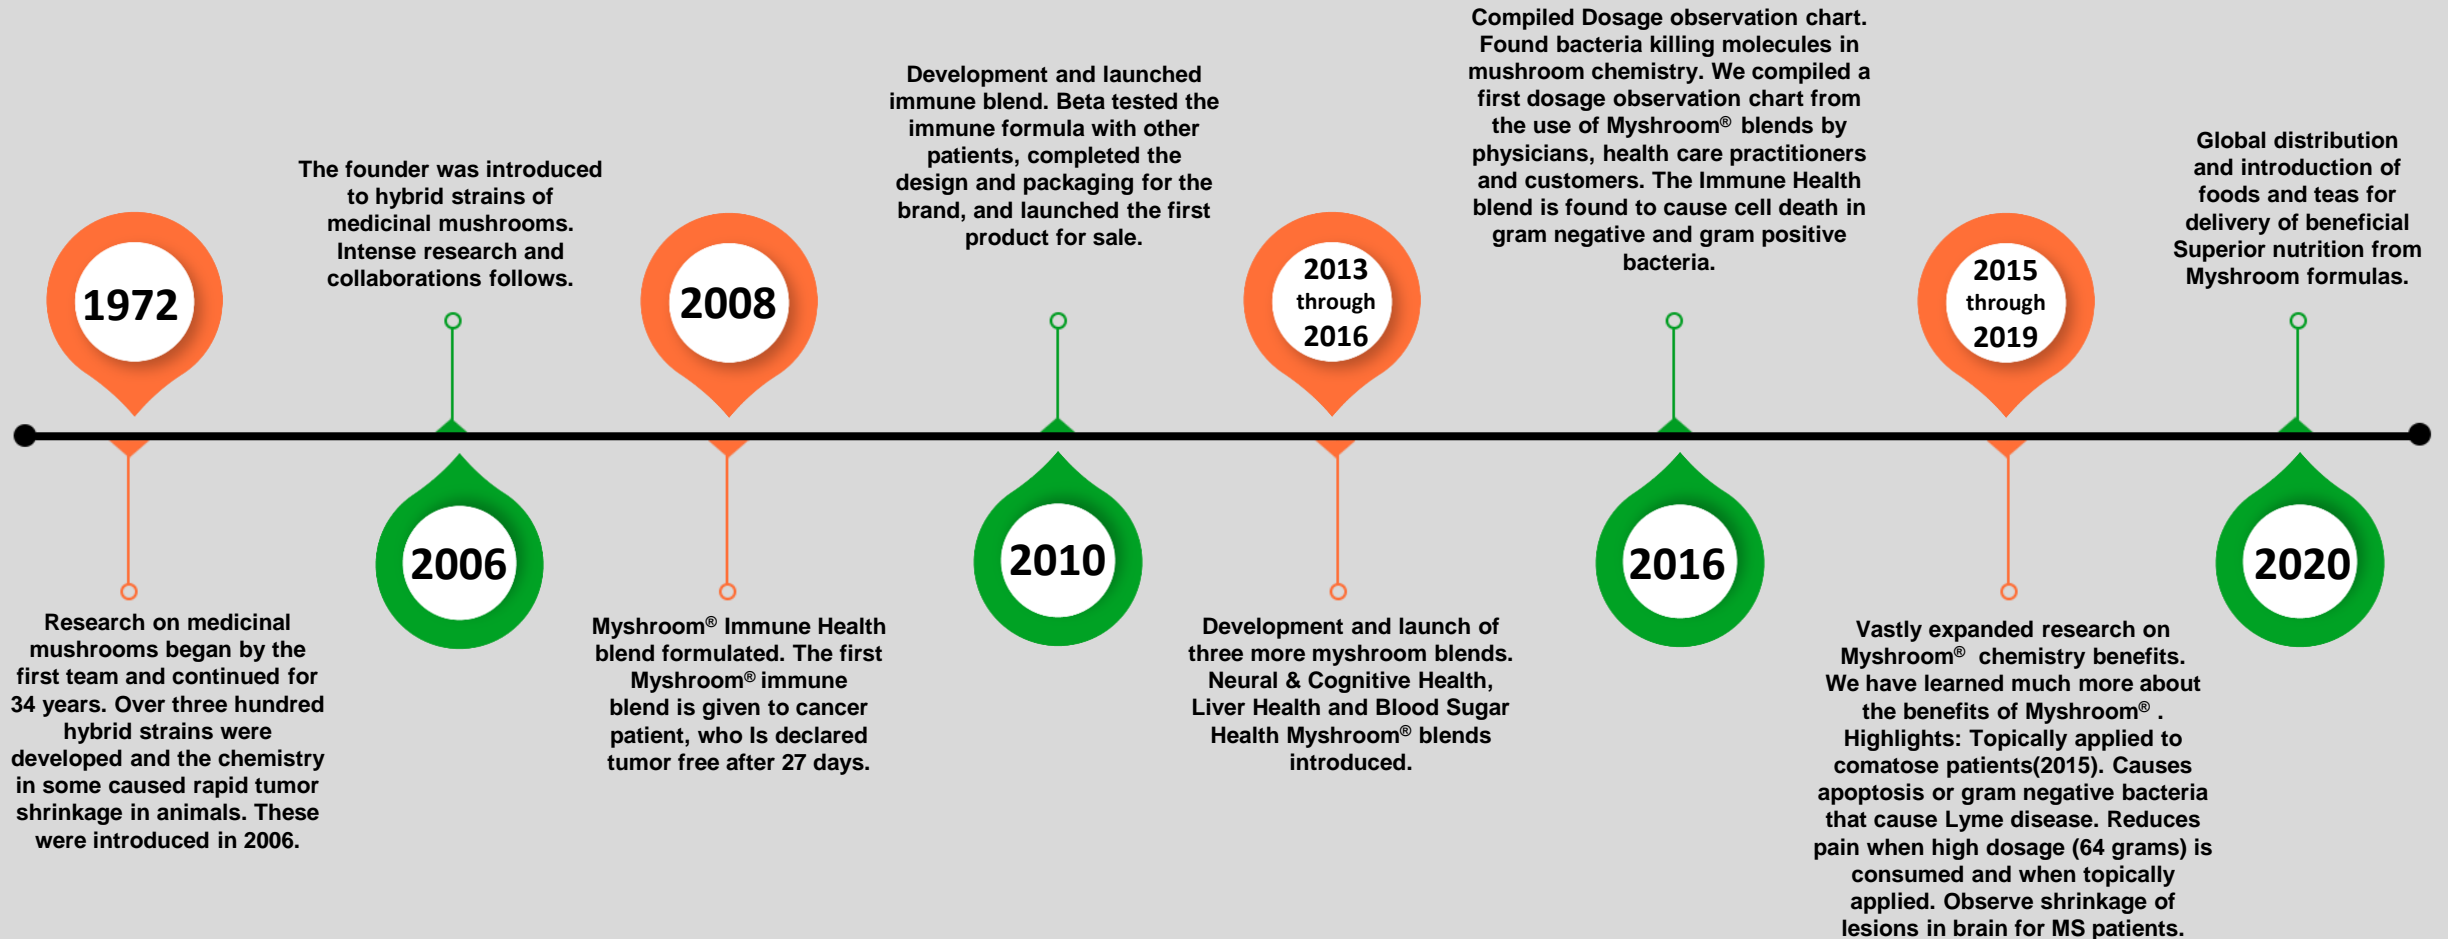 1972
Research on medicinal
mushrooms began by the
first team and continued for
34 years. Over three hundred
hybrid strains were
developed and the chemistry
in some caused rapid tumor
shrinkage in animals. These
were introduced in 2006.
The founder was introduced
to hybrid strains of
medicinal mushrooms.
Intense research and
collaborations follows.
2006
2008
Myshroom® Immune Health
blend formulated. The first
Myshroom® immune
blend is given to cancer
patient, who Is declared
tumor free after 27 days.
Development and launched
immune blend. Beta tested the
immune formula with other
patients, completed the
design and packaging for the
brand, and launched the first
product for sale.
2010
2013
through
2016
Development and launch of
three more myshroom blends.
Neural & Cognitive Health,
Liver Health and Blood Sugar
Health Myshroom® blends
introduced.
Compiled Dosage observation chart.
Found bacteria killing molecules in
mushroom chemistry. We compiled a
first dosage observation chart from
the use of Myshroom® blends by
physicians, health care practitioners
and customers. The Immune Health
blend is found to cause cell death in
gram negative and gram positive
bacteria.
2016
2015
through
2019
Vastly expanded research on
Myshroom® chemistry benefits.
We have learned much more about
the benefits of Myshroom® .
Highlights: Topically applied to
comatose patients(2015). Causes
apoptosis or gram negative bacteria
that cause Lyme disease. Reduces
pain when high dosage (64 grams) is
consumed and when topically
applied. Observe shrinkage of
lesions in brain for MS patients.
Global distribution
and introduction of
foods and teas for
delivery of beneficial
Superior nutrition from
Myshroom formulas.
2020